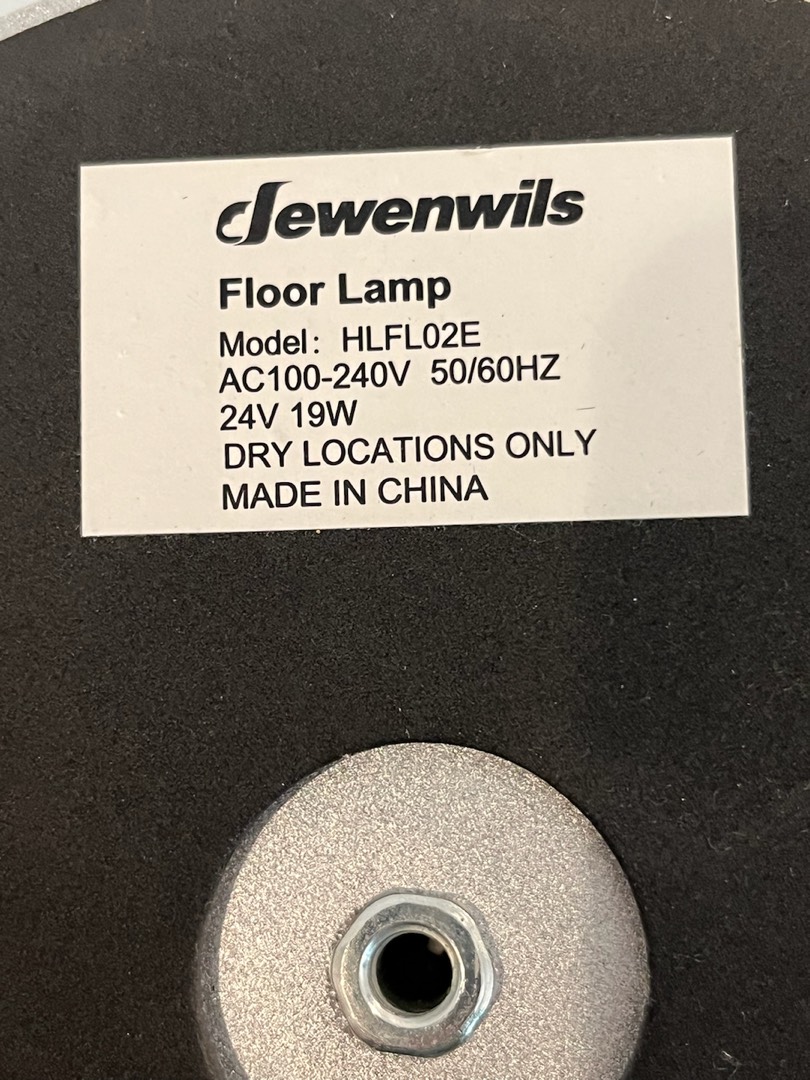 dewenwils
Floor Lamp
Model: HLFL02E
AC100-240V 50/60HZ
24V 19W
DRY LOCATIONS ONLY
MADE IN CHINA